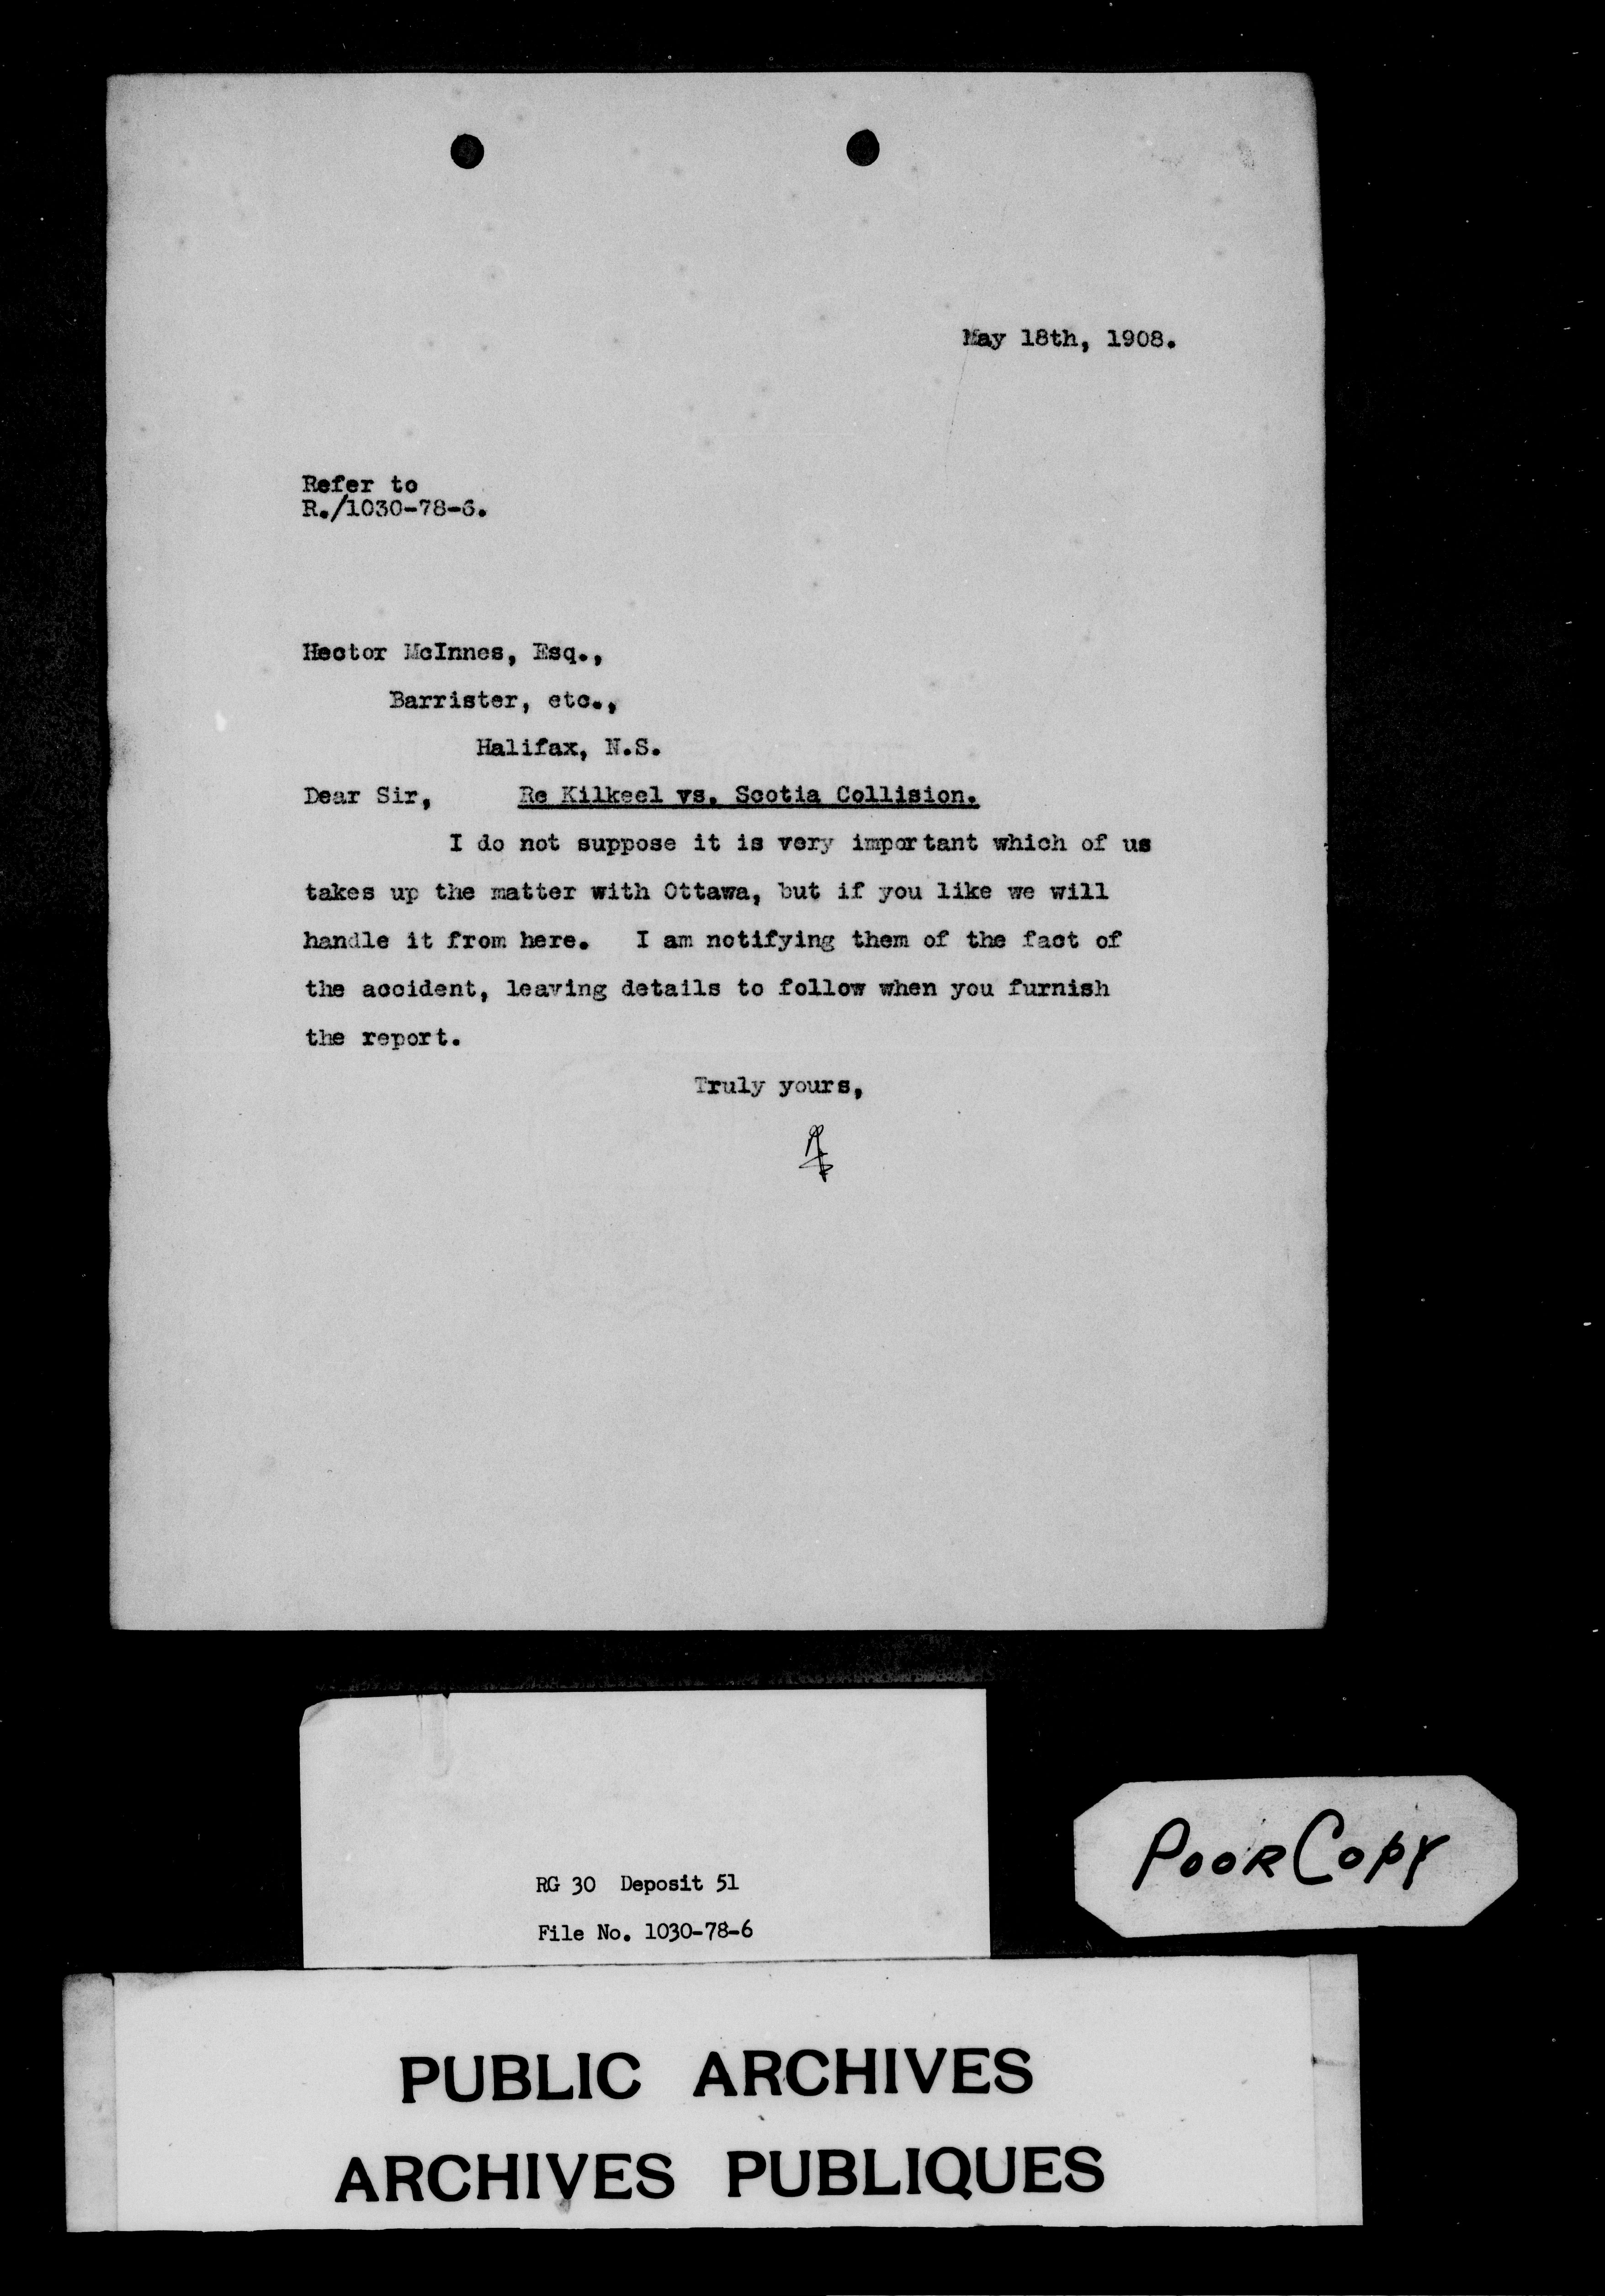 May 18th, 1908.
Refer to
R./1030-78-6.
Hector McInnes, Esq.,
Barrister, etc.,
Halifax, N.S.
Dear Sir, Re Kilkeel vs. Scotia Collision.
I do not suppose it is very important which of us
takes up the matter with Ottawa, but if you like we will
handle it from here. I am notifying them of the fact of
the accident, leaving details to follow when you furnish
the report.
Truly yours,
RG 30 Deposit 51
File No. 1030-78-6
POOR COPY
PUBLIC ARCHIVES
ARCHIVES PUBLIQUES